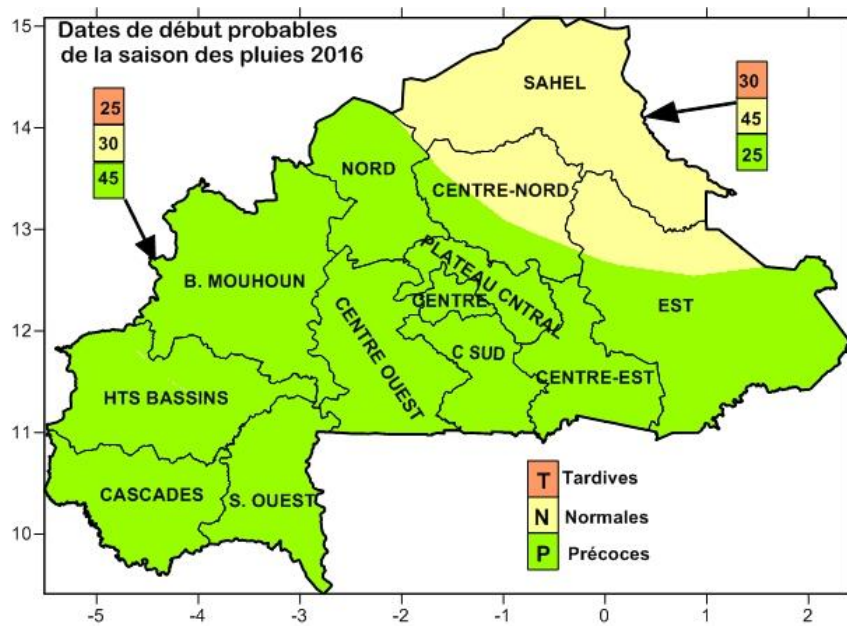 Dates de début probables
de la saison des pluies 2016
15
14
13
12
11
10
25
30
45
30
45
25
SAHEL
NORD
CENTRE-NORD
B. MOUHOUN
PLATEAU CNTRAL
CENTRE
EST
CENTRE OUEST
C SUD
CENTRE-EST
HTS BASSINS
CASCADES
S. OUEST
T Tardives
N Normales
P Précoces
-5 -4 -3 -2 -1 0 1 2